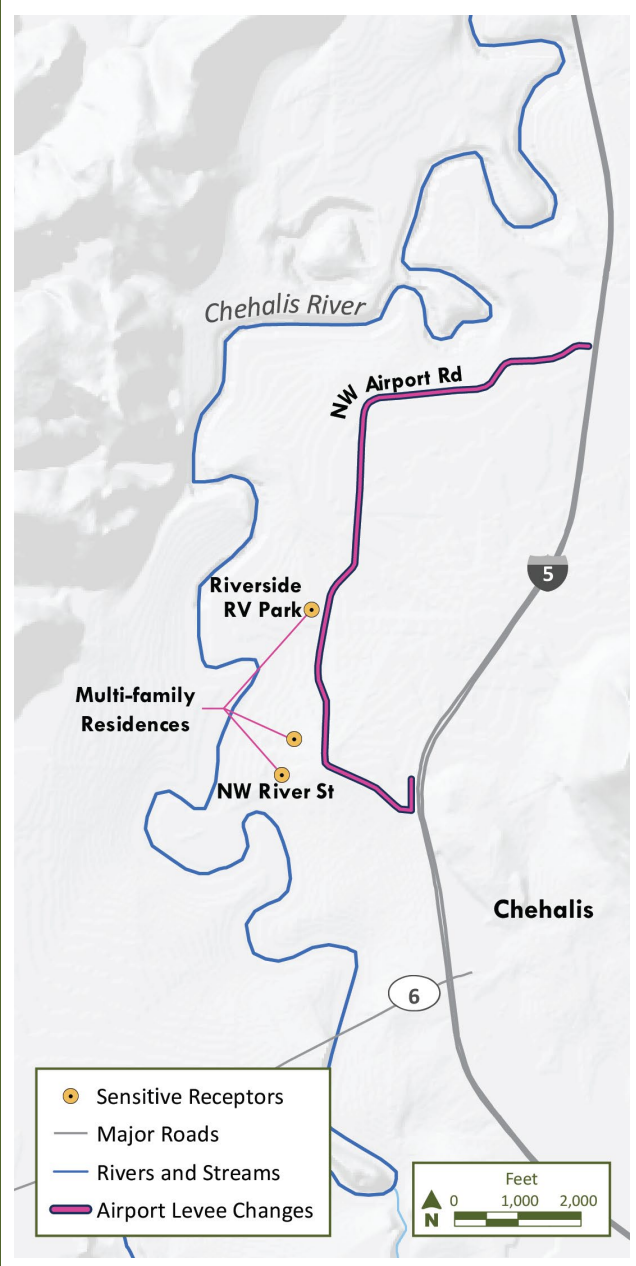 Chehalis River
NW Airport Rd
5
Riverside
RV Park
Multi-family
Residences
NW River St
Chehalis
6
Sensitive Receptors
Major Roads
Rivers and Streams
Airport Levee Changes
Feet
0 1,000 2,000
N